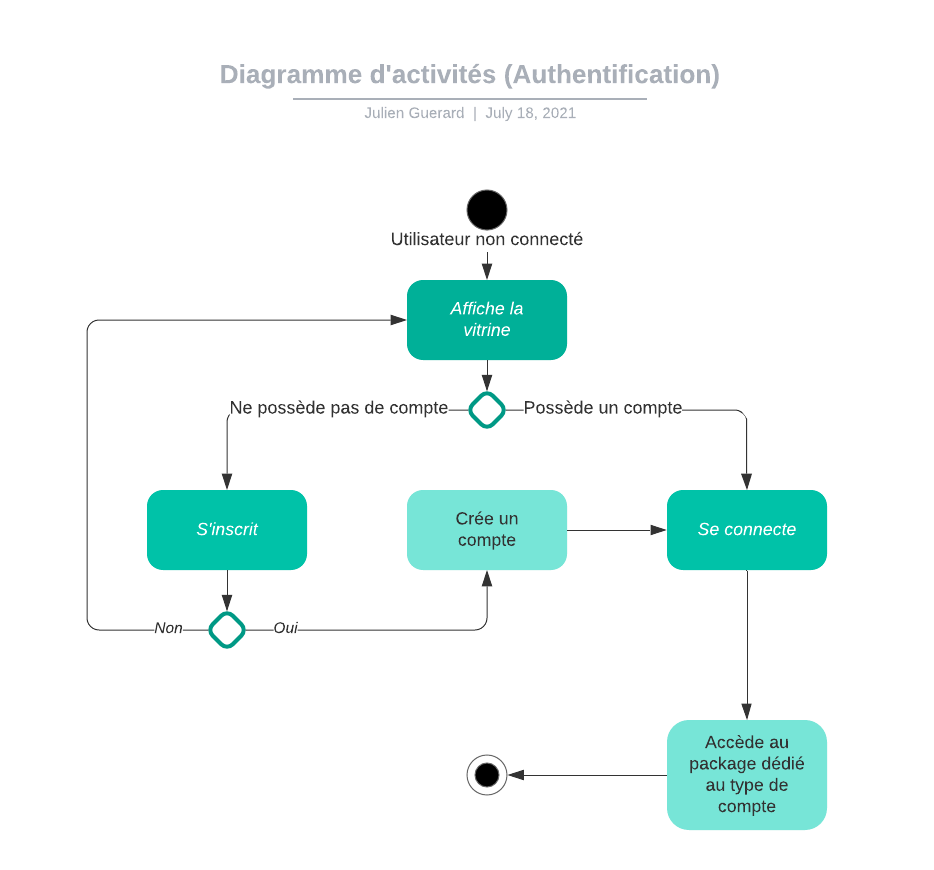 Diagramme d'activités (Authentification)
Julien Guerard | July 18, 2021
Utilisateur non connecté
Affiche la
vitrine
Ne possède pas de compte
Possède un compte
S'inscrit
Crée un
compte
Se connecte
Non
Oui
Accède au
package dédié
au type de
compte